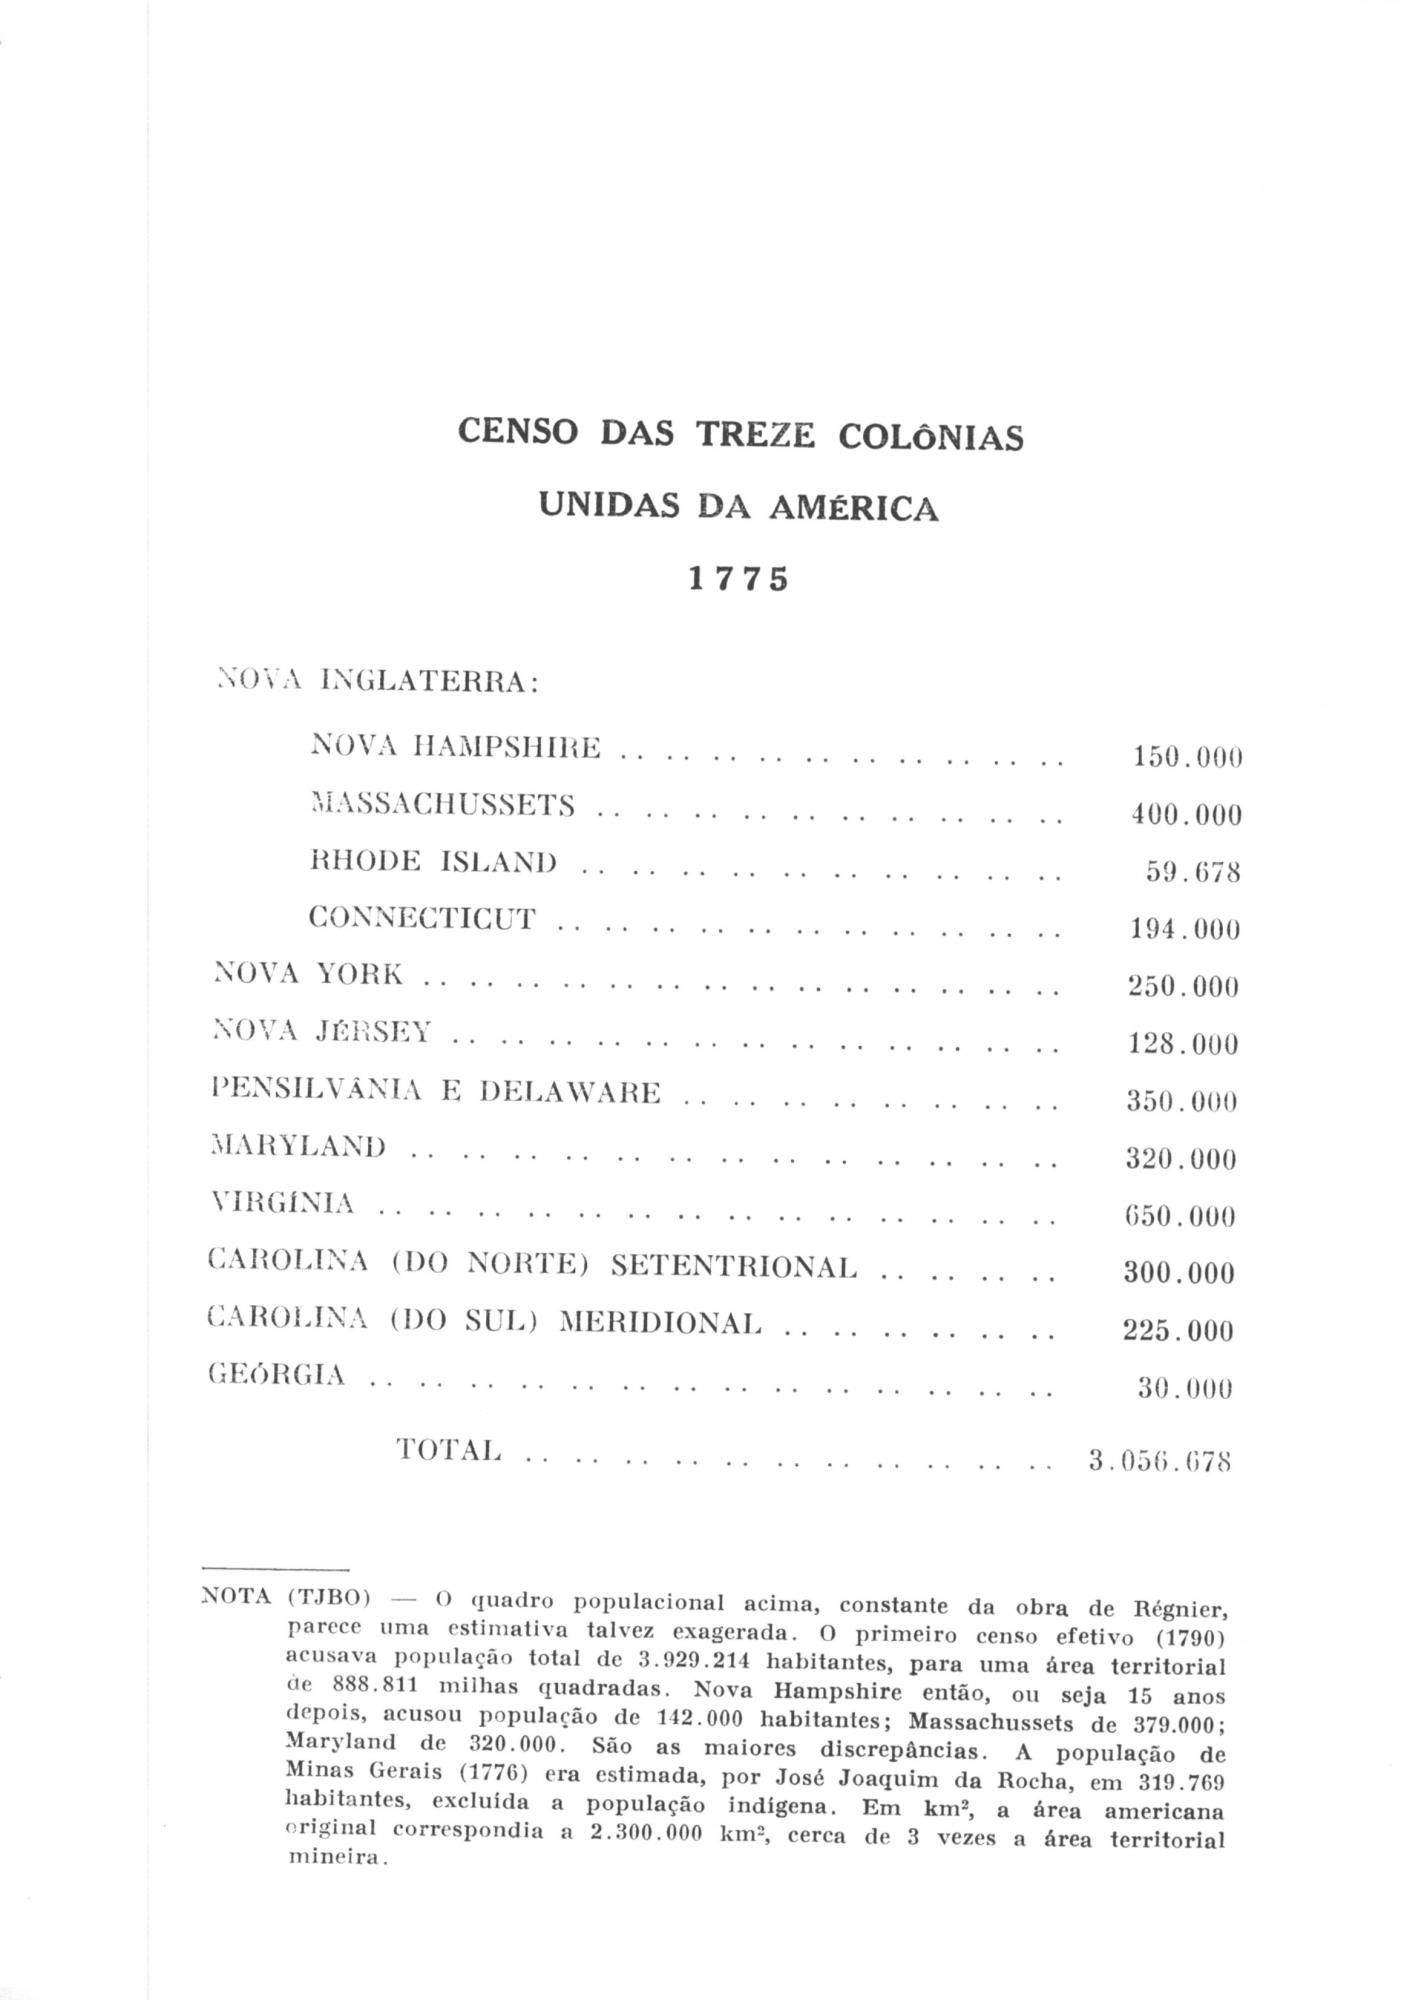 CENSO DAS TREZE COLÔNIAS
UNIDAS DA AMÉRICA
1775
NOVA INGLATERRA:
NOVA HAMPSHIRE .. .. .. .. .. .. .. .. .. .. 150.000
MASSACHUSSETS .. .. .. .. .. .. .. .. .. .. 400.000
RHODE ISLAND .. .. .. .. .. .. .. .. .. .. 59.678
CONNECTICUT .. .. .. .. .. .. .. .. .. .. .. 194.000
NOVA YORK .. .. .. .. .. .. .. .. .. .. .. .. .. .. 250.000
NOVA JÉRSEY .. .. .. .. .. .. .. .. .. .. .. .. .. 128.000
PENSILVÂNIA E DELAWARE .. .. .. .. .. .. .. .. 350.000
MARYLAND .. .. .. .. .. .. .. .. .. .. .. .. .. 320.000
VIRGÍNIA .. .. .. .. .. .. .. .. .. .. .. .. .. .. 650.000
CAROLINA (DO NORTE) SETENTRIONAL .. .. .. .. 300.000
CAROLINA (DO SUL) MERIDIONAL .. .. .. .. .. .. 225.000
GEÓRGIA .. .. .. .. .. .. .. .. .. .. .. .. .. .. 30.000
TOTAL .. .. .. .. .. .. .. .. .. .. .. 3.056.678
NOTA (TJBO) — O quadro populacional acima, constante da obra de Régnier,
parece uma estimativa talvez exagerada. O primeiro censo efetivo (1790)
acusava população total de 3.929.214 habitantes, para uma área territorial
de 888.811 milhas quadradas. Nova Hampshire então, ou seja 15 anos
depois, acusou população de 142.000 habitantes; Massachussets de 379.000;
Maryland de 320.000. São as maiores discrepâncias. A população de
Minas Gerais (1776) era estimada, por José Joaquim da Rocha, em 319.769
habitantes, excluída a população indígena. Em km², a área americana
original correspondia a 2.300.000 km², cerca de 3 vezes a área territorial
mineira.